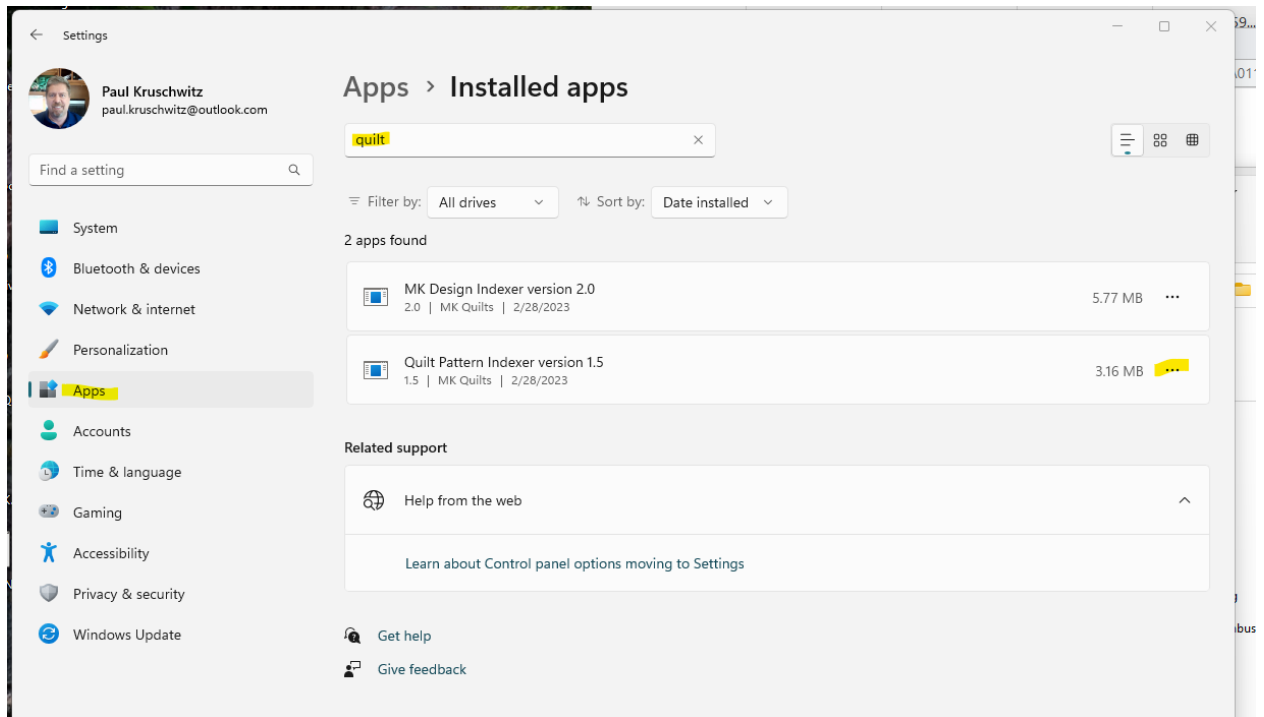 Settings
Paul Kruschwitz
paul.kruschwitz@outlook.com
Find a setting
System
Bluetooth & devices
Network & internet
Personalization
Apps
Accounts
Time & language
Gaming
Accessibility
Privacy & security
Windows Update
Apps > Installed apps
quilt
Filter by: All drives Sort by: Date installed
2 apps found
MK Design Indexer version 2.0
2.0 | MK Quilts | 2/28/2023
5.77 MB
Quilt Pattern Indexer version 1.5
1.5 | MK Quilts | 2/28/2023
3.16 MB
Related support
Help from the web
Learn about Control panel options moving to Settings
Get help
Give feedback